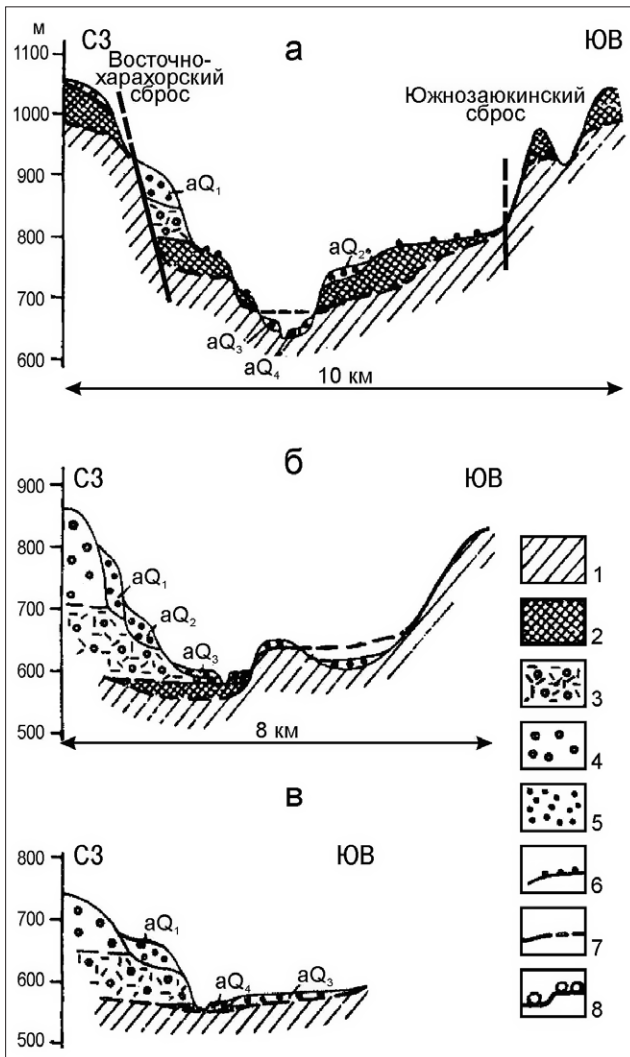 м
СЗ
а
ЮВ
Восточно-
харахорский
сброс
Южнозаюкинский
сброс
1100
1000
900
800
700
600
aQ1
aQ2
aQ3
aQ4
10 км
б
СЗ
ЮВ
900
800
700
600
500
aQ1
aQ2
aQ3
8 км
в
СЗ
ЮВ
800
700
600
500
aQ1
aQ4
aQ3
1
2
3
4
5
6
7
8